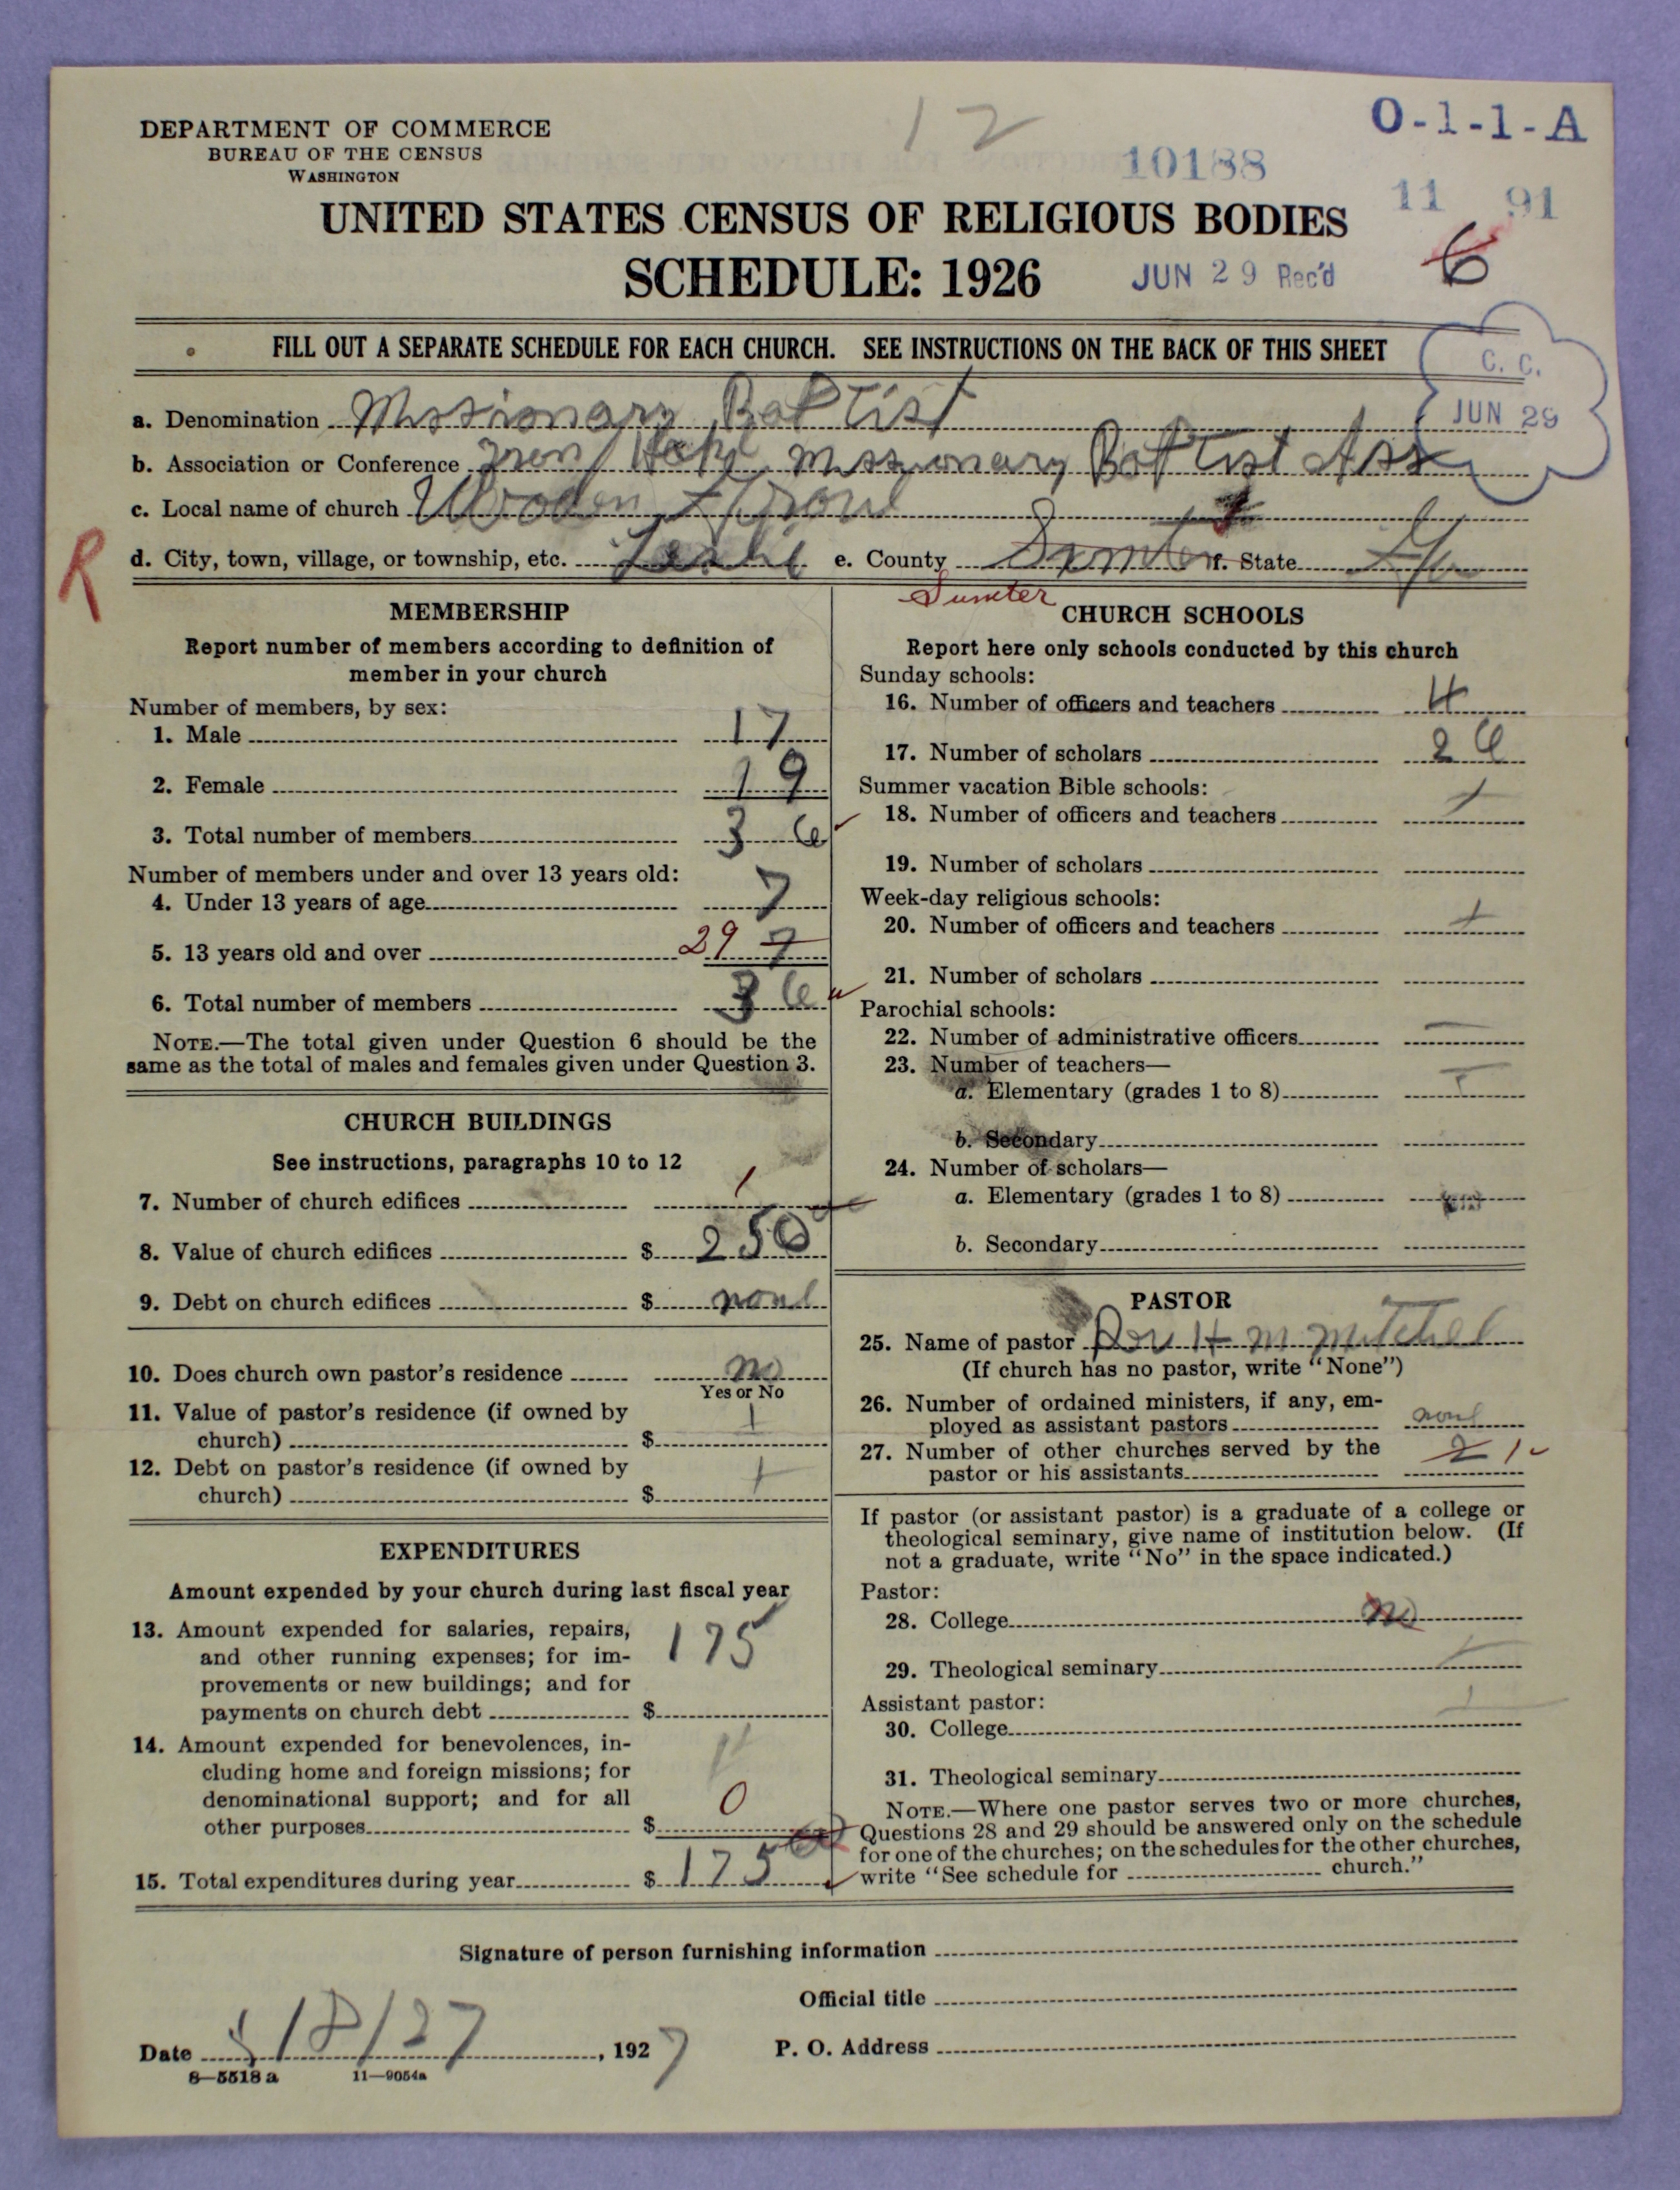 12
O-1-1-A
DEPARTMENT OF COMMERCE
BUREAU OF THE CENSUS
WASHINGTON
10188
11 91
UNITED STATES CENSUS OF RELIGIOUS BODIES
SCHEDULE: 1926
JUN 29 Rec'd
6
FILL OUT A SEPARATE SCHEDULE FOR EACH CHURCH. SEE INSTRUCTIONS ON THE BACK OF THIS SHEET
C. C.
JUN 29
a. Denomination Missionary Baptist
b. Association or Conference Missionary Baptist Ass
c. Local name of church Wooden Grove
d. City, town, village, or township, etc. Leslie e. County Sumter f. State Ga
R
Sumter
MEMBERSHIP
Report number of members according to definition of
member in your church
Number of members, by sex:
1. Male 17
2. Female 19
3. Total number of members 36
Number of members under and over 13 years old:
4. Under 13 years of age 7
5. 13 years old and over 29 7
6. Total number of members 36
NOTE.—The total given under Question 6 should be the
same as the total of males and females given under Question 3.
CHURCH BUILDINGS
See instructions, paragraphs 10 to 12
7. Number of church edifices 1
8. Value of church edifices $ 250
9. Debt on church edifices $ none
10. Does church own pastor's residence no
Yes or No
11. Value of pastor's residence (if owned by
church) $
12. Debt on pastor's residence (if owned by
church) $
EXPENDITURES
Amount expended by your church during last fiscal year
13. Amount expended for salaries, repairs,
and other running expenses; for im-
provements or new buildings; and for
payments on church debt $ 175
14. Amount expended for benevolences, in-
cluding home and foreign missions; for
denominational support; and for all
other purposes $ 0
15. Total expenditures during year $ 175
CHURCH SCHOOLS
Report here only schools conducted by this church
Sunday schools:
16. Number of officers and teachers 4
17. Number of scholars 26
Summer vacation Bible schools:
18. Number of officers and teachers
19. Number of scholars
Week-day religious schools:
20. Number of officers and teachers
21. Number of scholars
Parochial schools:
22. Number of administrative officers
23. Number of teachers—
a. Elementary (grades 1 to 8)
b. Secondary
24. Number of scholars—
a. Elementary (grades 1 to 8)
b. Secondary
PASTOR
25. Name of pastor Rev H M Mitchel
(If church has no pastor, write "None")
26. Number of ordained ministers, if any, em-
ployed as assistant pastors none
27. Number of other churches served by the
pastor or his assistants 2 1
If pastor (or assistant pastor) is a graduate of a college or
theological seminary, give name of institution below. (If
not a graduate, write "No" in the space indicated.)
Pastor:
28. College no
29. Theological seminary
Assistant pastor:
30. College
31. Theological seminary
NOTE.—Where one pastor serves two or more churches,
Questions 28 and 29 should be answered only on the schedule
for one of the churches; on the schedules for the other churches,
write "See schedule for church."
Signature of person furnishing information
Official title
Date 18/27, 1927
P. O. Address
8—5518 a 11—9054a